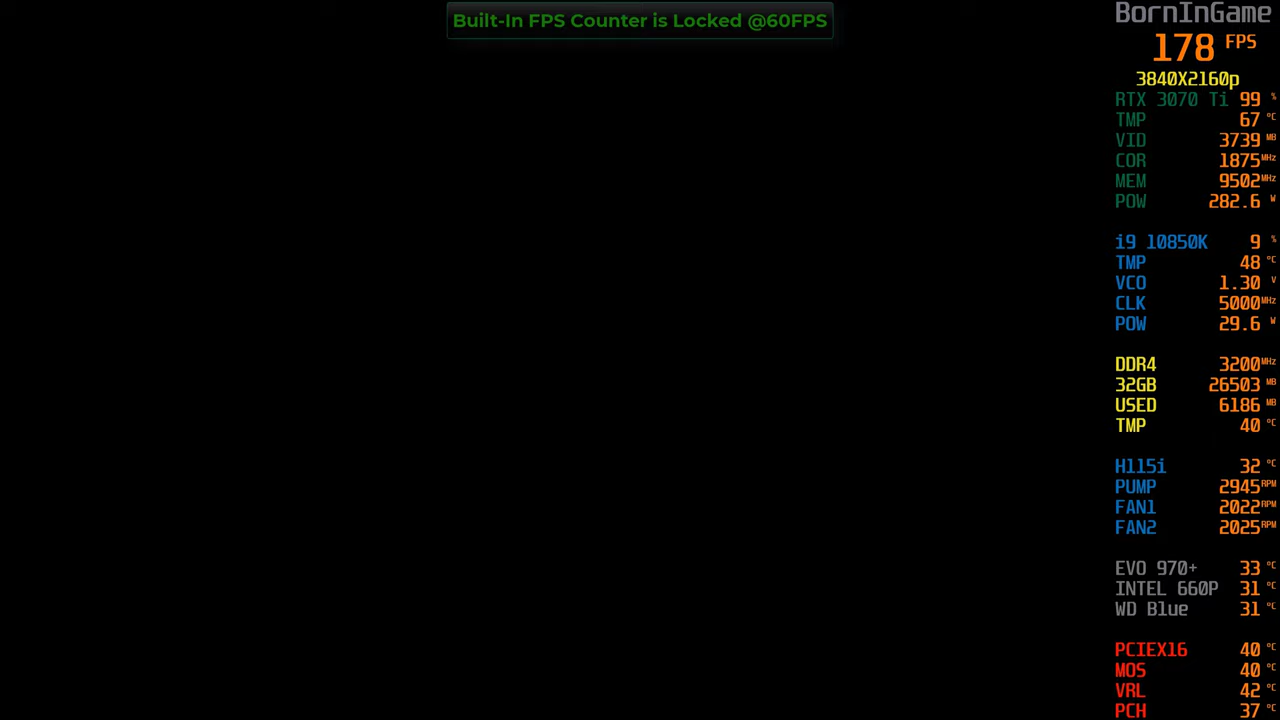 Built-In FPS Counter is Locked @60FPS
BornInGame
178 FPS
3840X2160p
RTX 3070 Ti 99 %
TMP 67 °C
VID 3739 MB
COR 1875 MHz
MEM 9502 MHz
POW 282.6 W
i9 10850K 9 %
TMP 48 °C
VCO 1.30 V
CLK 5000 MHz
POW 29.6 W
DDR4 3200 MHz
32GB 26503 MB
USED 6186 MB
TMP 40 °C
H115i 32 °C
PUMP 2945 RPM
FAN1 2022 RPM
FAN2 2025 RPM
EVO 970+ 33 °C
INTEL 660P 31 °C
WD Blue 31 °C
PCIEX16 40 °C
MOS 40 °C
VRL 42 °C
PCH 37 °C